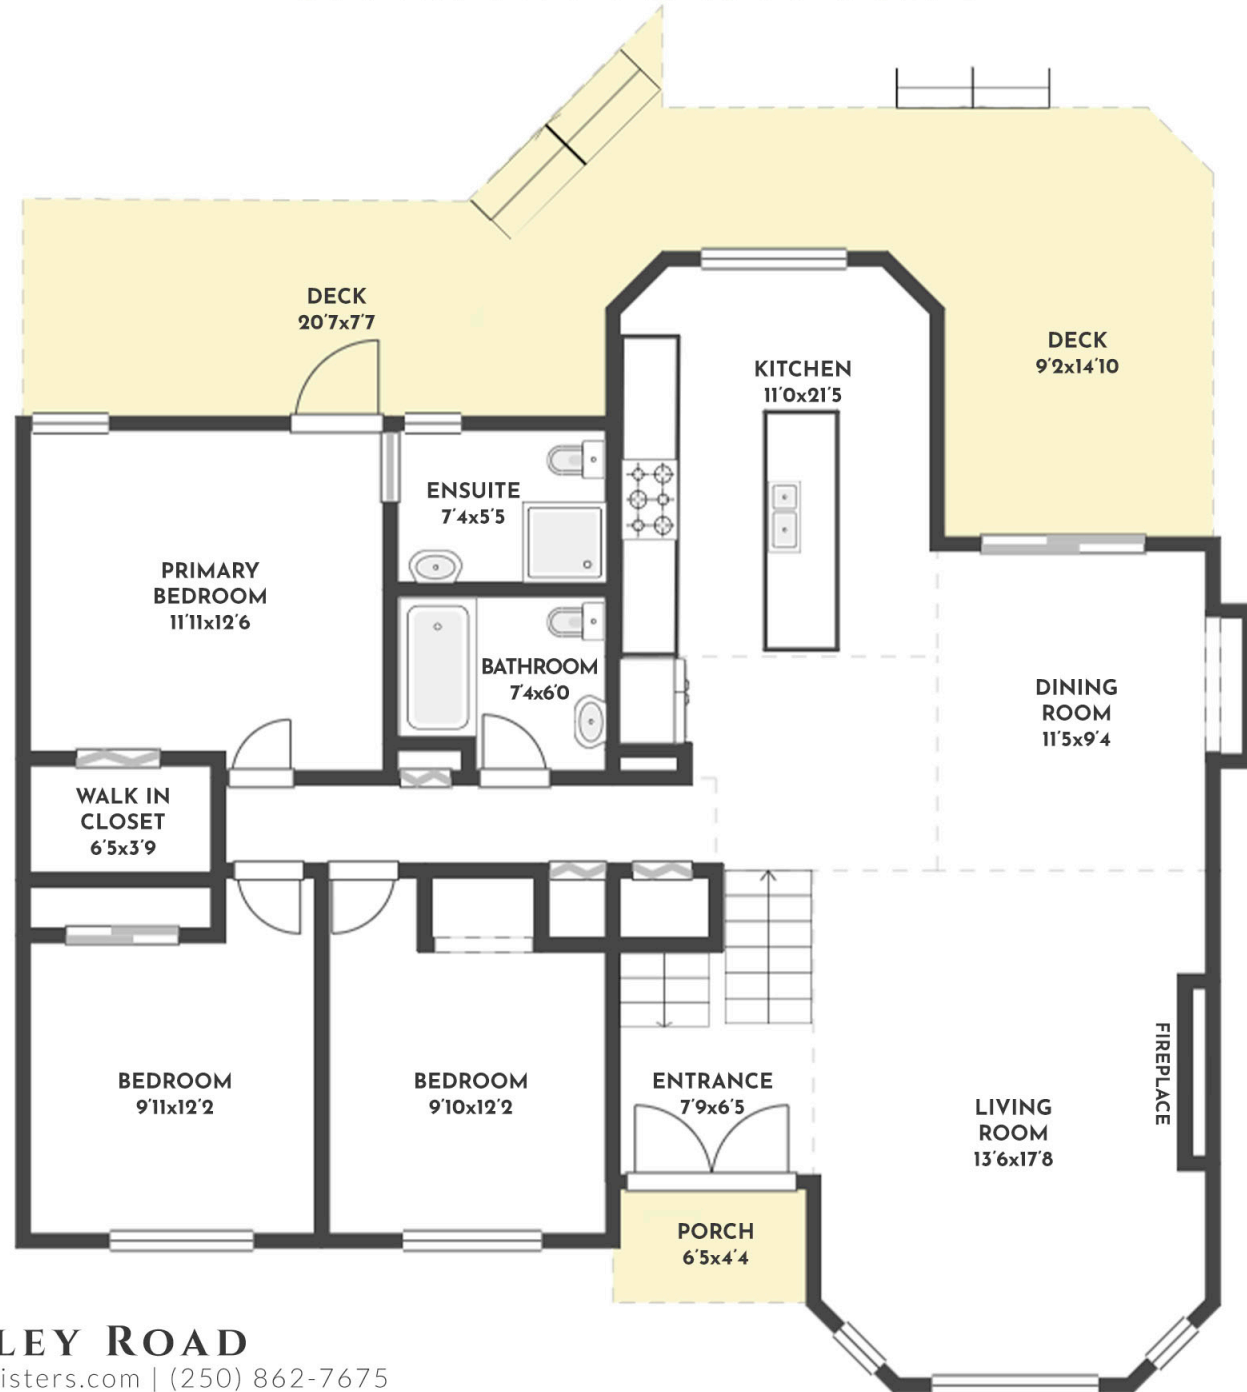 DECK
20'7x7'7
DECK
9'2x14'10
KITCHEN
11'0x21'5
ENSUITE
7'4x5'5
PRIMARY
BEDROOM
11'11x12'6
BATHROOM
7'4x6'0
DINING
ROOM
11'5x9'4
WALK IN
CLOSET
6'5x3'9
BEDROOM
9'11x12'2
BEDROOM
9'10x12'2
ENTRANCE
7'9x6'5
LIVING
ROOM
13'6x17'8
FIREPLACE
PORCH
6'5x4'4
LEY ROAD
isters.com | (250) 862-7675